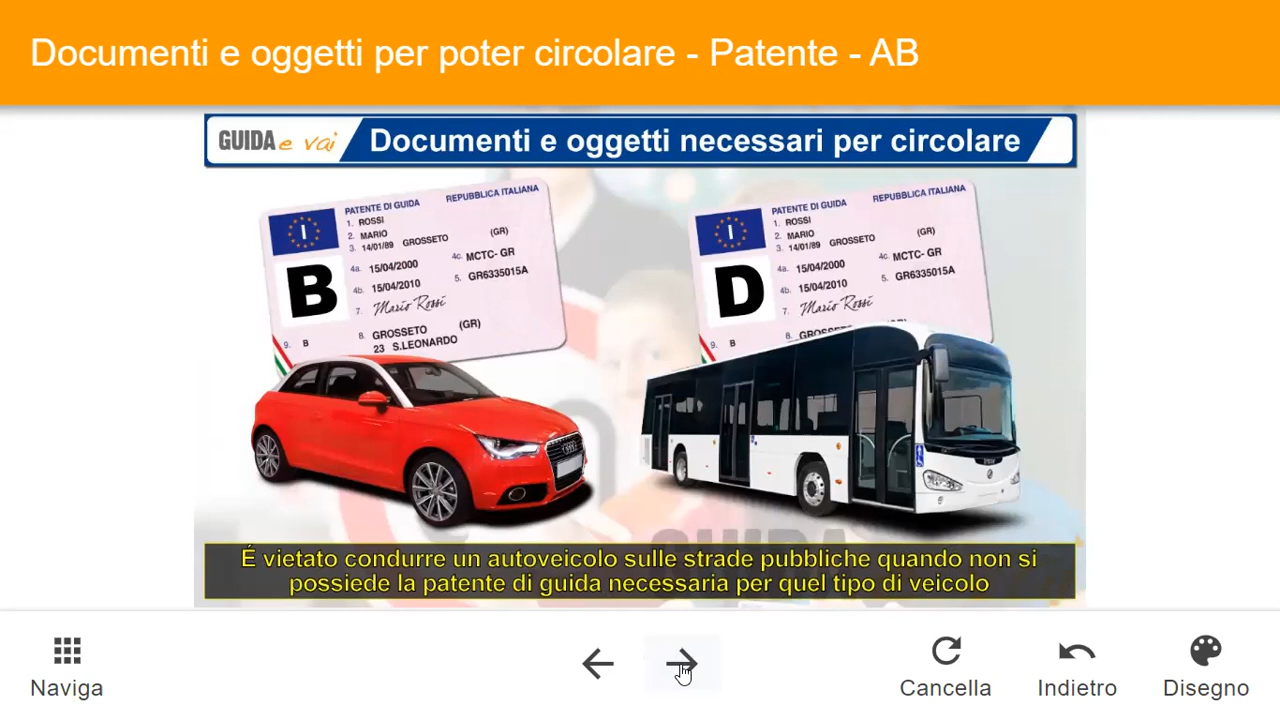 Documenti e oggetti per poter circolare - Patente - AB
GUIDA e vai
Documenti e oggetti necessari per circolare
PATENTE DI GUIDA REPUBBLICA ITALIANA
I
1. ROSSI
2. MARIO
3. 14/01/89 GROSSETO (GR)
4a. 15/04/2000 4c. MCTC- GR
4b. 15/04/2010 5. GR6335015A
7. Mario Rossi
B
8. GROSSETO (GR)
23 S.LEONARDO
9. B
PATENTE DI GUIDA REPUBBLICA ITALIANA
I
1. ROSSI
2. MARIO
3. 14/01/89 GROSSETO (GR)
4a. 15/04/2000 4c. MCTC- GR
4b. 15/04/2010 5. GR6335015A
7. Mario Rossi
D
8. GROSSETO (GR)
9. B
É vietato condurre un autoveicolo sulle strade pubbliche quando non si
possiede la patente di guida necessaria per quel tipo di veicolo
Naviga
Cancella
Indietro
Disegno